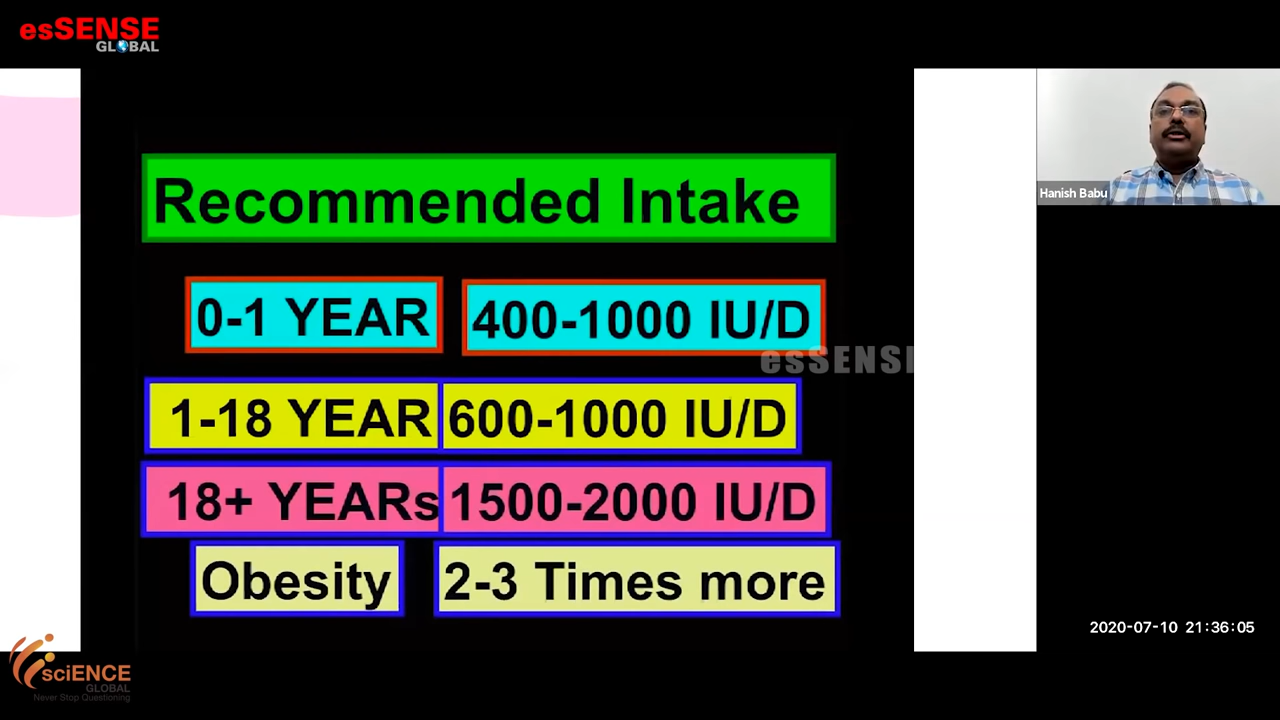 esSENSE
GLOBAL
Hanish Babu
Recommended Intake
0-1 YEAR 400-1000 IU/D
esSENSE
1-18 YEAR 600-1000 IU/D
18+ YEARs 1500-2000 IU/D
Obesity 2-3 Times more
2020-07-10 21:36:05
sciENCE
GLOBAL
Never Stop Questioning